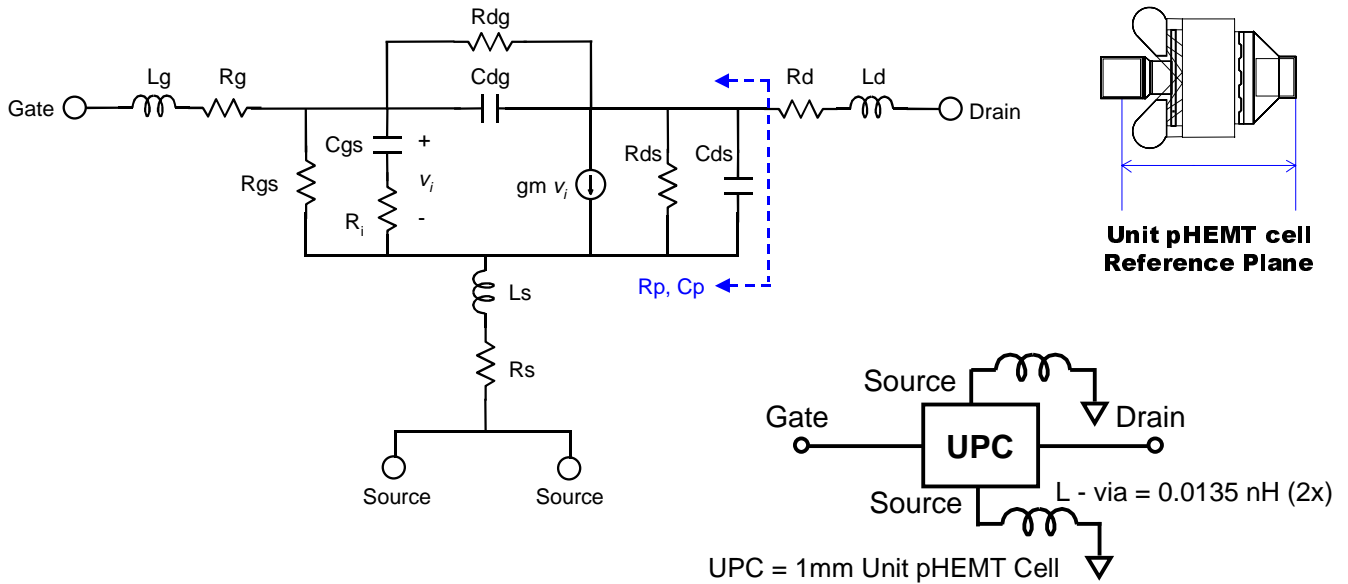 Rdg
Lg
Rg
Cdg
Rd
Ld
Gate
Drain
Cgs
+
Rds
Cds
Rgs
vi
gm vi
Ri
-
Rp, Cp
Ls
Rs
Source
Source
Unit pHEMT cell
Reference Plane
Source
Gate
Drain
UPC
Source
L - via = 0.0135 nH (2x)
UPC = 1mm Unit pHEMT Cell